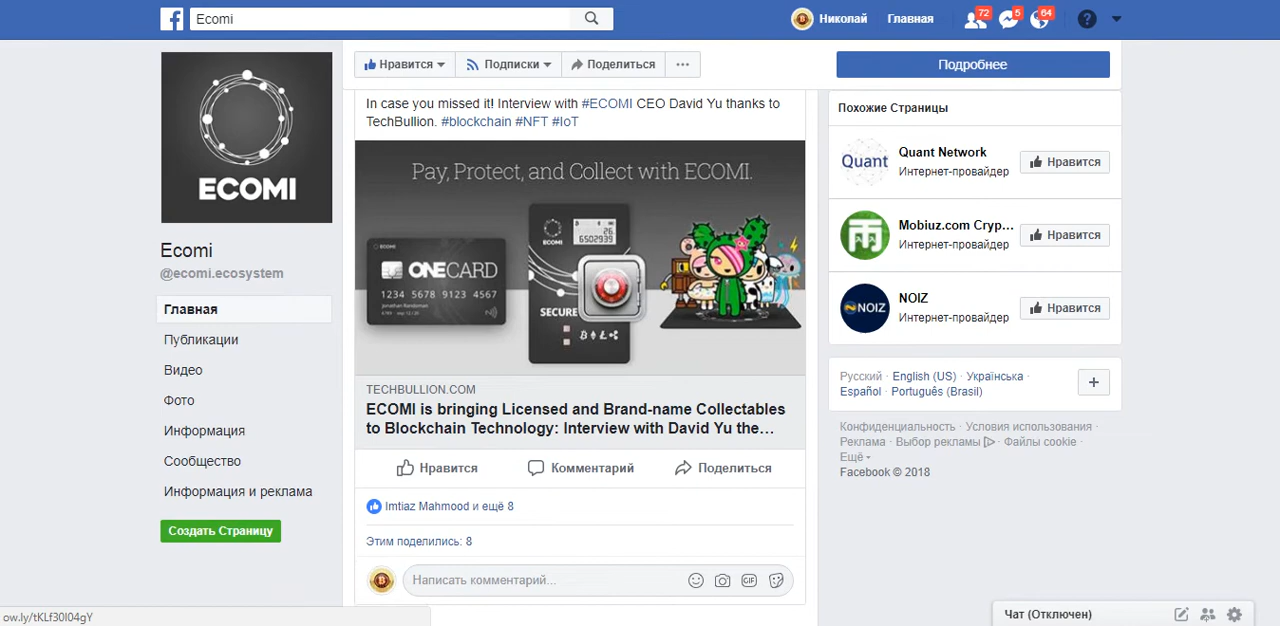 Ecomi
Николай
Главная
72
5
64
ECOMI
Ecomi
@ecomi.ecosystem
Главная
Публикации
Видео
Фото
Информация
Сообщество
Информация и реклама
Создать Страницу
Нравится
Подписки
Поделиться
In case you missed it! Interview with #ECOMI CEO David Yu thanks to
TechBullion. #blockchain #NFT #IoT
Pay, Protect, and Collect with ECOMI.
ECOMI
ONECARD
1234 5678 9123 4567
ECOMI
26.
6502939
SECURE
TECHBULLION.COM
ECOMI is bringing Licensed and Brand-name Collectables
to Blockchain Technology: Interview with David Yu the…
Нравится
Комментарий
Поделиться
Imtiaz Mahmood и ещё 8
Этим поделились: 8
Написать комментарий...
GIF
Подробнее
Похожие Страницы
Quant
Quant Network
Интернет-провайдер
Нравится
Mobiuz.com Cryp...
Интернет-провайдер
Нравится
NOIZ
NOIZ
Интернет-провайдер
Нравится
Русский · English (US) · Українська ·
Español · Português (Brasil)
Конфиденциальность · Условия использования ·
Реклама · Выбор рекламы · Файлы cookie ·
Ещё
Facebook © 2018
ow.ly/tKLf30l04gY
Чат (Отключен)